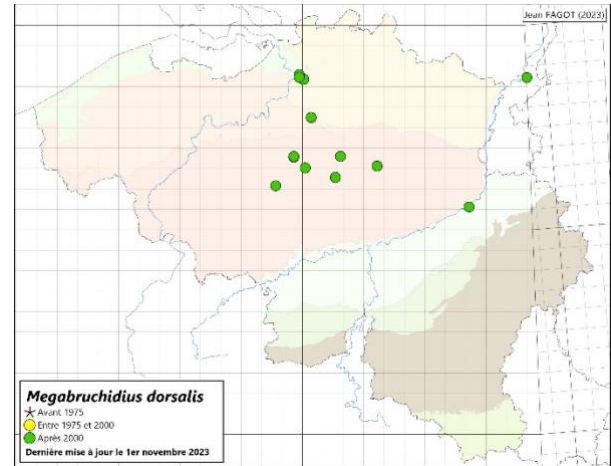 Jean FAGOT (2023)
Megabruchidius dorsalis
Avant 1975
Entre 1975 et 2000
Après 2000
Dernière mise à jour le 1er novembre 2023